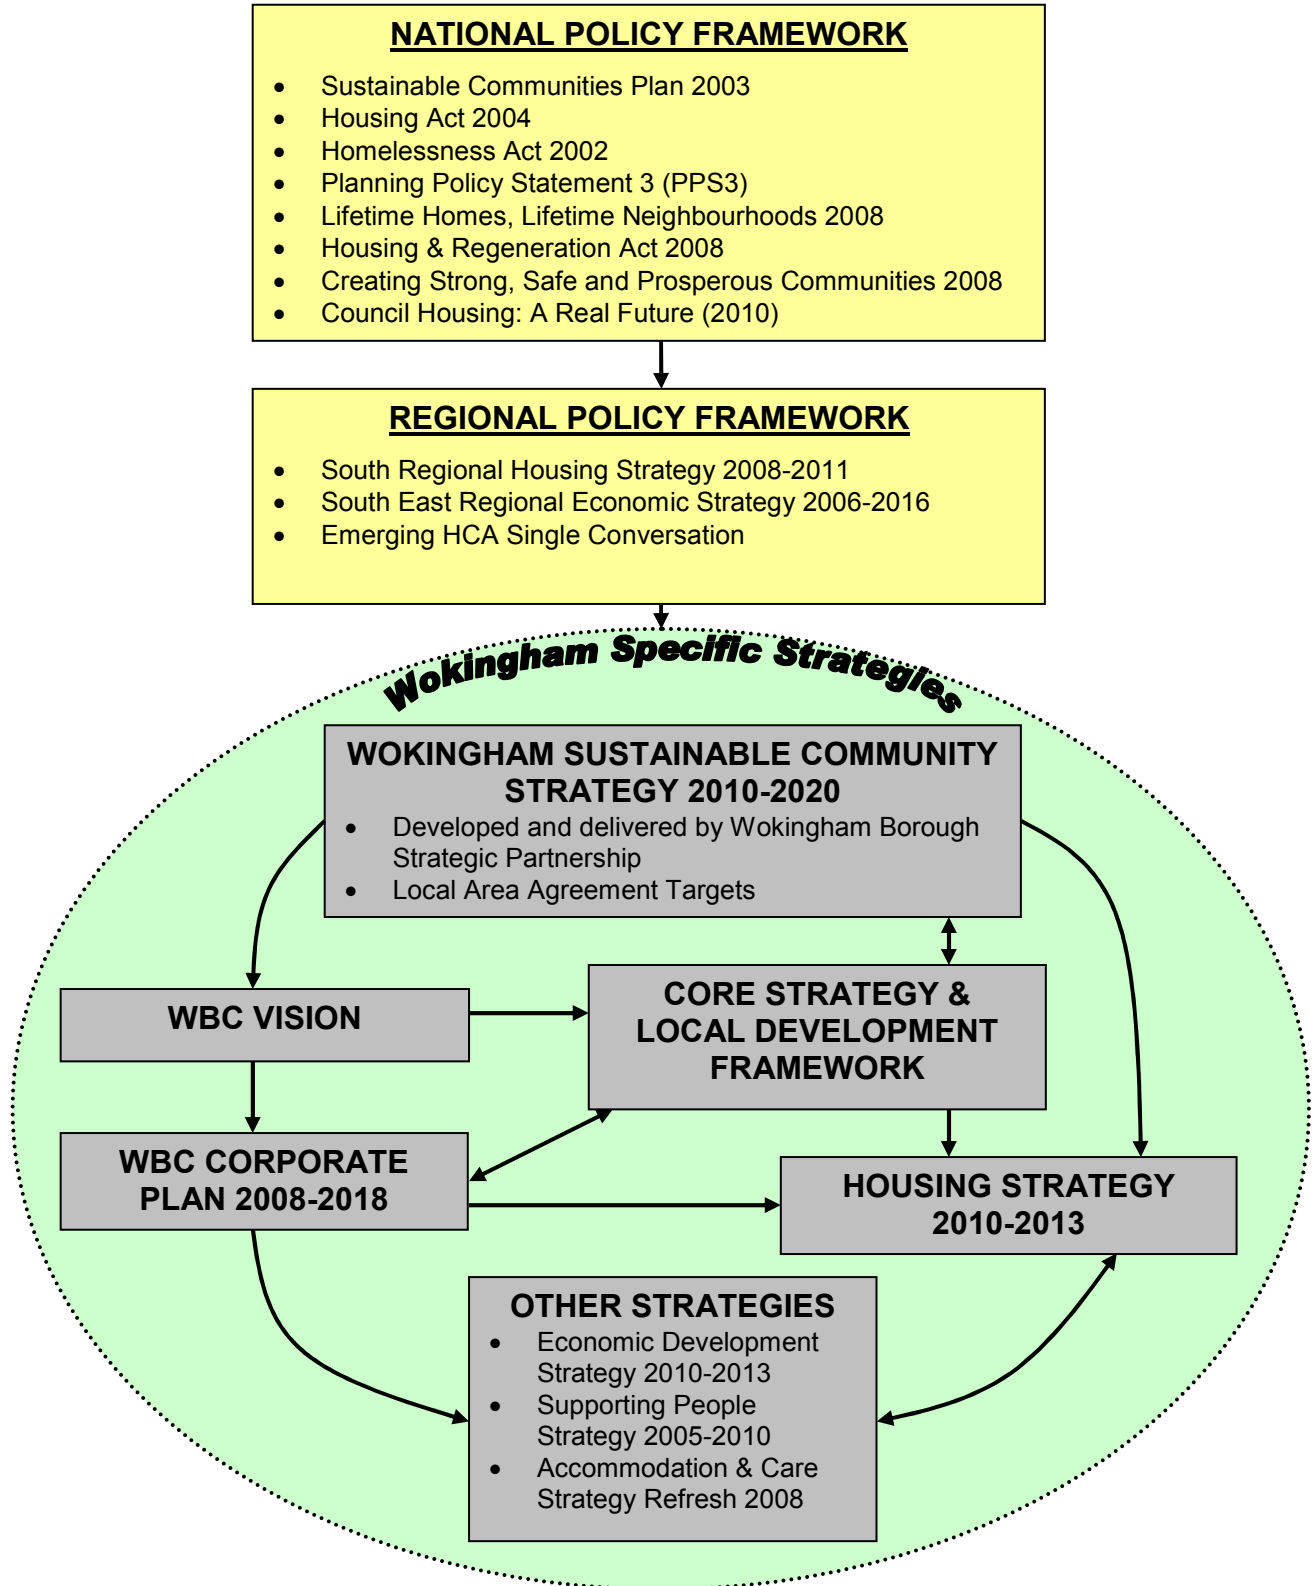 NATIONAL POLICY FRAMEWORK
• Sustainable Communities Plan 2003
• Housing Act 2004
• Homelessness Act 2002
• Planning Policy Statement 3 (PPS3)
• Lifetime Homes, Lifetime Neighbourhoods 2008
• Housing & Regeneration Act 2008
• Creating Strong, Safe and Prosperous Communities 2008
• Council Housing: A Real Future (2010)
REGIONAL POLICY FRAMEWORK
• South Regional Housing Strategy 2008-2011
• South East Regional Economic Strategy 2006-2016
• Emerging HCA Single Conversation
Wokingham Specific Strategies
WOKINGHAM SUSTAINABLE COMMUNITY
STRATEGY 2010-2020
• Developed and delivered by Wokingham Borough
Strategic Partnership
• Local Area Agreement Targets
WBC VISION
CORE STRATEGY &
LOCAL DEVELOPMENT
FRAMEWORK
WBC CORPORATE
PLAN 2008-2018
HOUSING STRATEGY
2010-2013
OTHER STRATEGIES
• Economic Development
Strategy 2010-2013
• Supporting People
Strategy 2005-2010
• Accommodation & Care
Strategy Refresh 2008